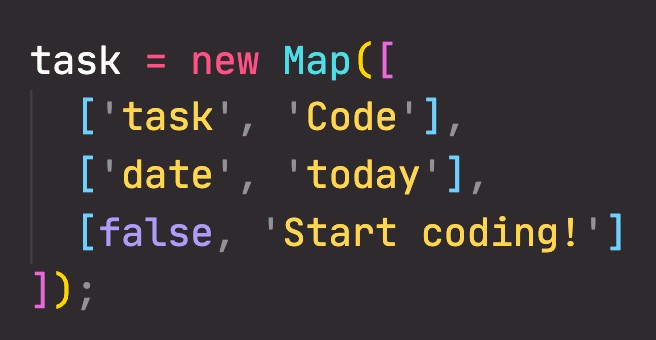 task = new Map([
['task', 'Code'],
['date', 'today'],
[false, 'Start coding!']
]);